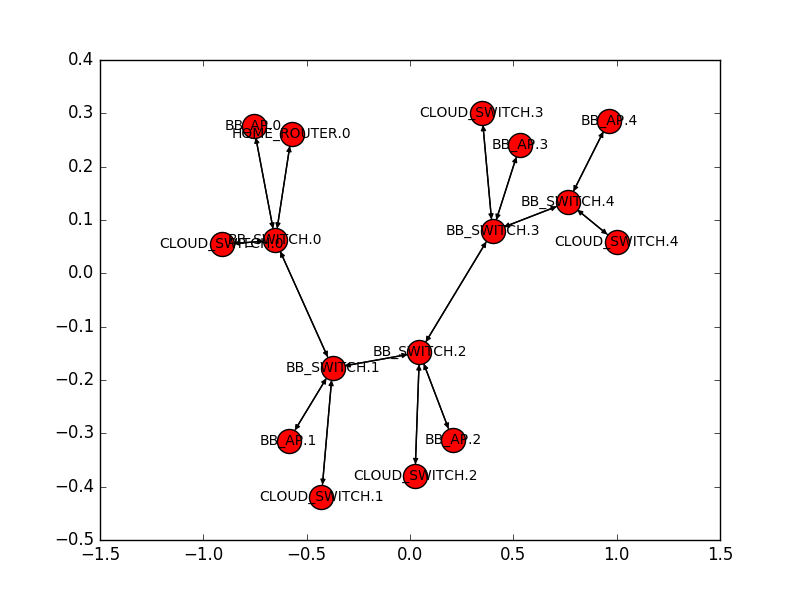 0.4
0.3
0.2
0.1
0.0
−0.1
−0.2
−0.3
−0.4
−0.5
−1.5
−1.0
−0.5
0.0
0.5
1.0
1.5
BB_AP.0
HOME_ROUTER.0
CLOUD_SWITCH.0
BB_SWITCH.0
CLOUD_SWITCH.3
BB_AP.3
BB_AP.4
BB_SWITCH.4
BB_SWITCH.3
CLOUD_SWITCH.4
BB_SWITCH.1
BB_SWITCH.2
BB_AP.1
BB_AP.2
CLOUD_SWITCH.2
CLOUD_SWITCH.1